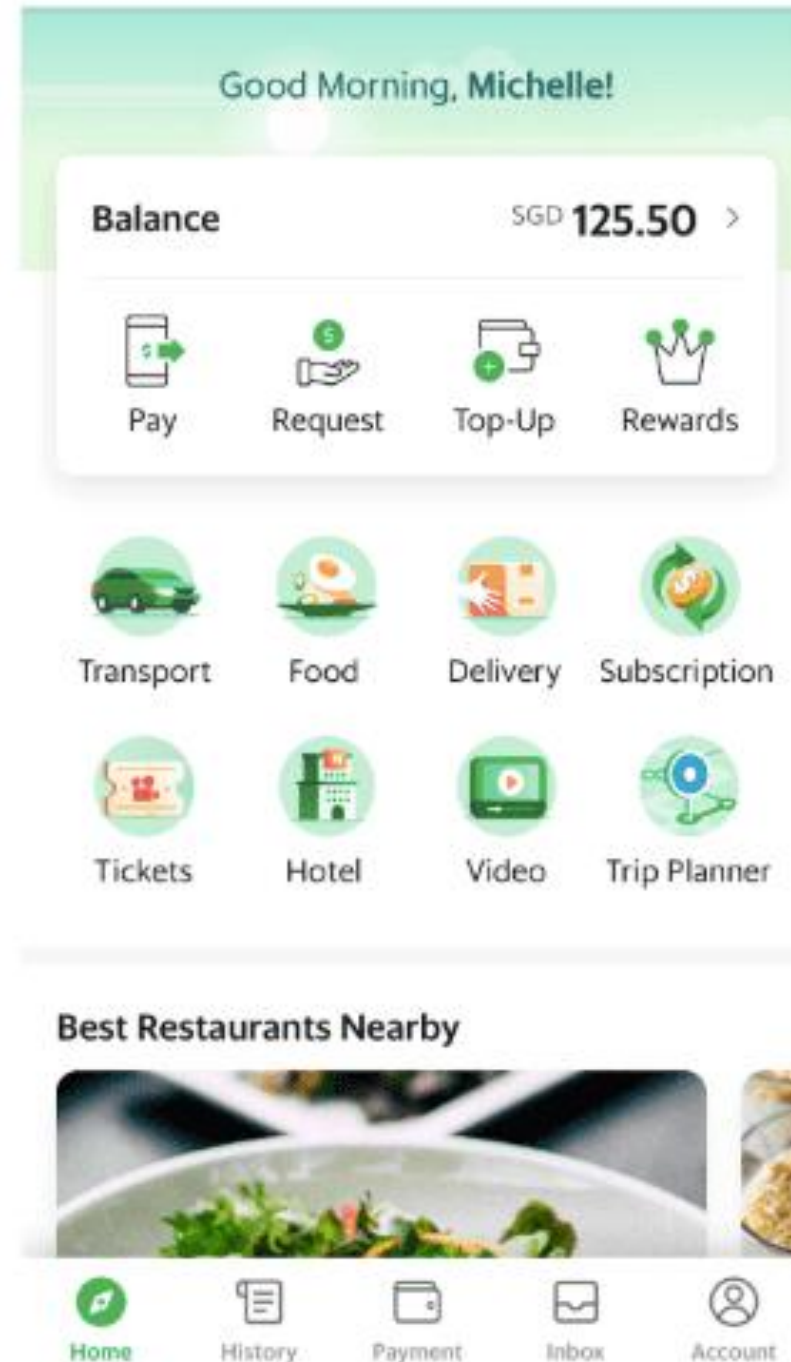 Good Morning, Michelle!
Balance SGD 125.50 >
Pay Request Top-Up Rewards
Transport Food Delivery Subscription
Tickets Hotel Video Trip Planner
Best Restaurants Nearby
Home History Payment Inbox Account